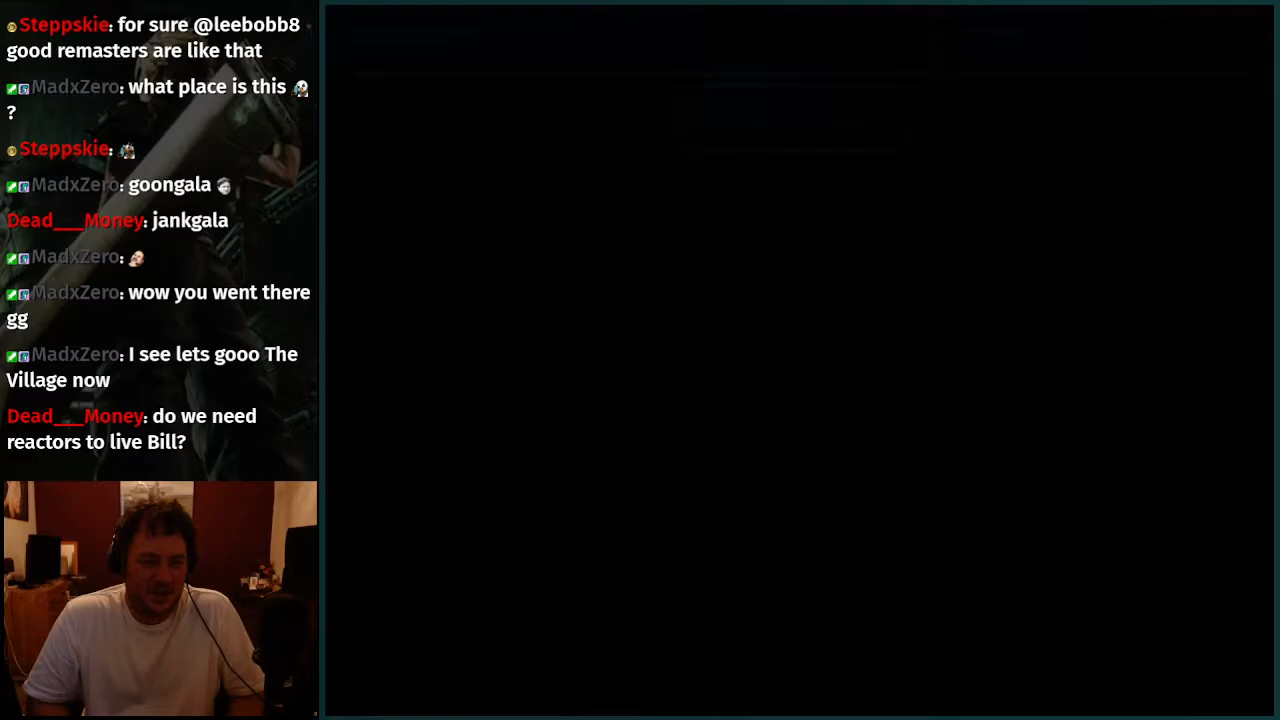 Steppskie: for sure @leebobb8
good remasters are like that
MadxZero: what place is this
?
Steppskie:
MadxZero: goongala
Dead___Money: jankgala
MadxZero:
MadxZero: wow you went there
gg
MadxZero: I see lets gooo The
Village now
Dead___Money: do we need
reactors to live Bill?